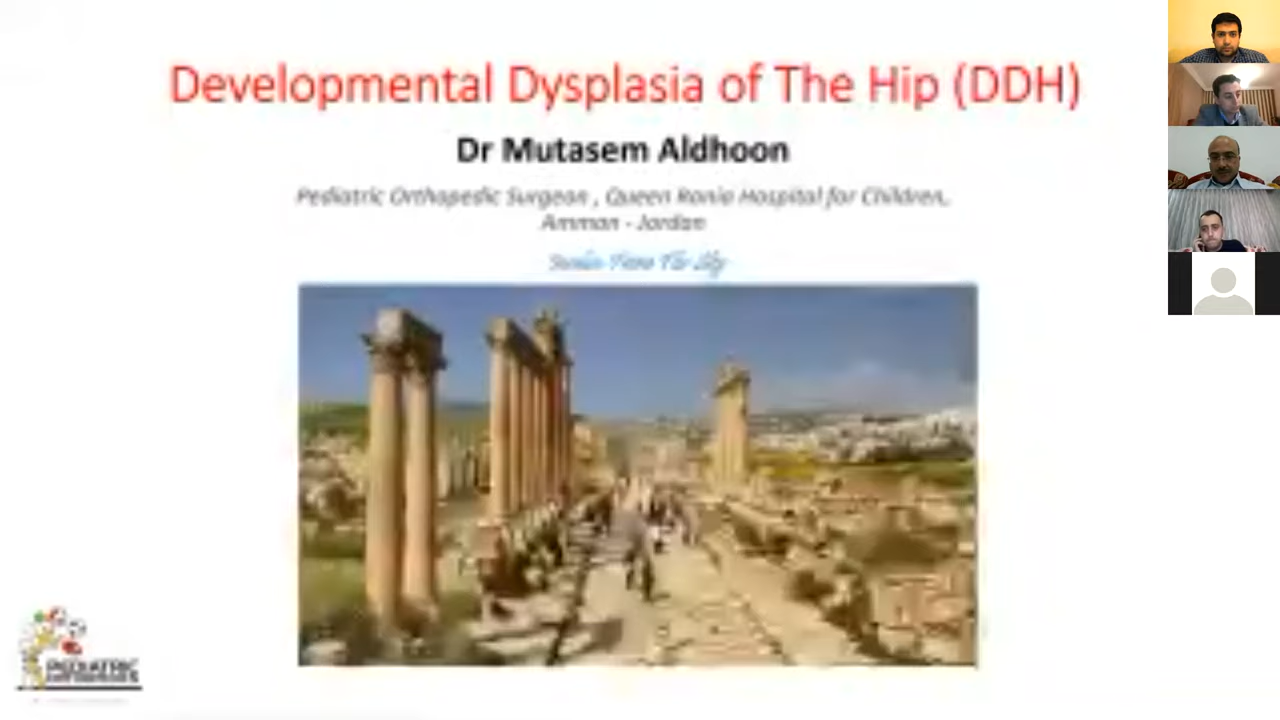 Developmental Dysplasia of The Hip (DDH)
Dr Mutasem Aldhoon
Pediatric Orthopedic Surgeon , Queen Rania Hospital for Children,
Amman - Jordan
PEDIATRIC